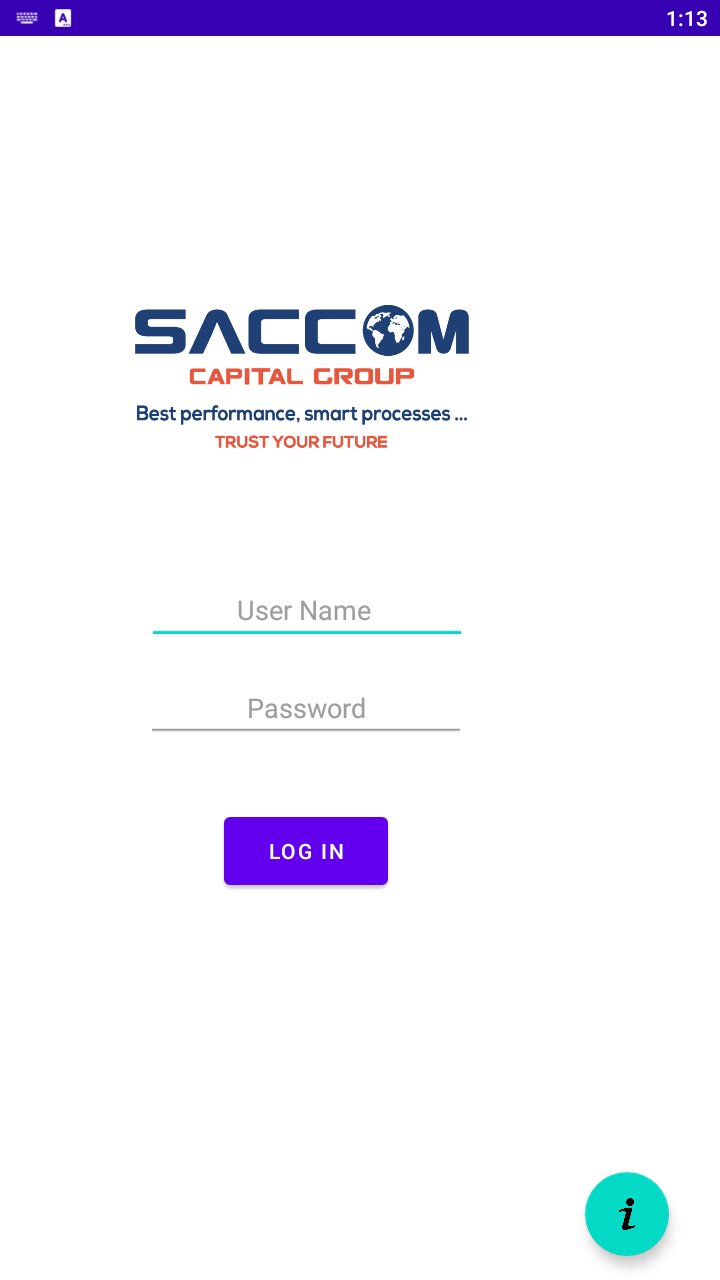 1:13
SACCOM
CAPITAL GROUP
Best performance, smart processes ...
TRUST YOUR FUTURE
User Name
Password
LOG IN
i